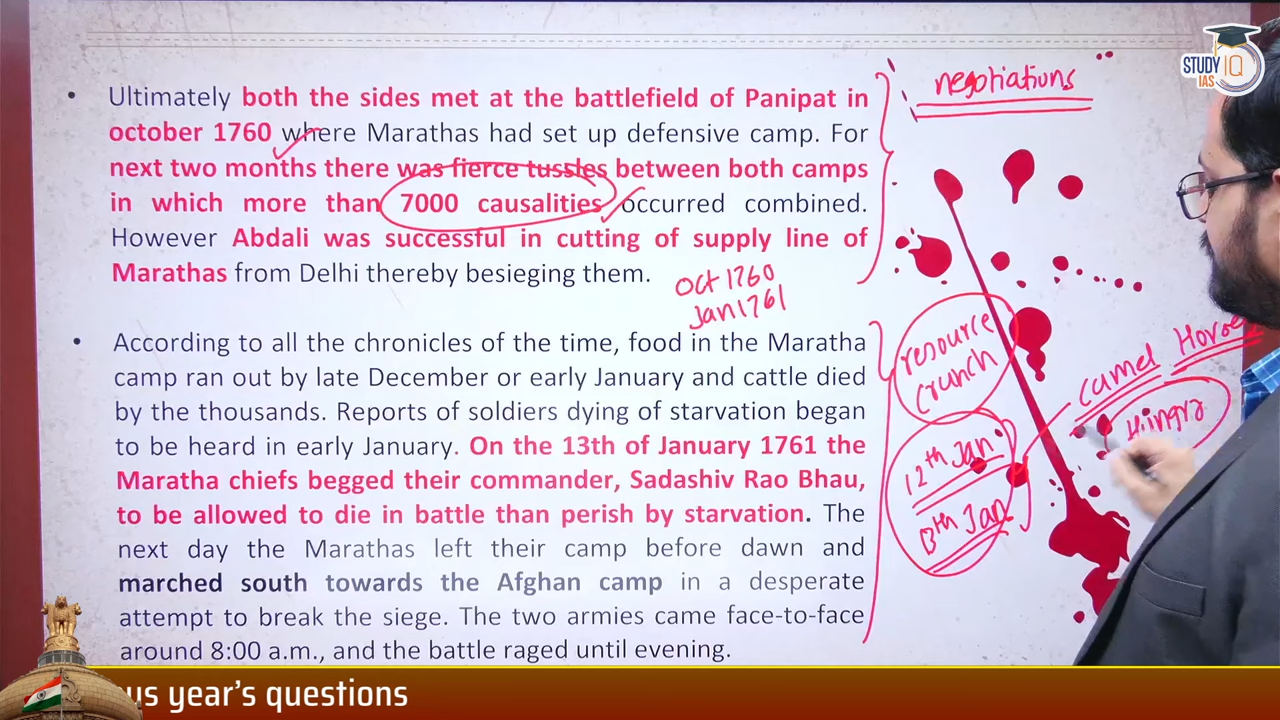 STUDY
IQ
IAS
negotiations
• Ultimately both the sides met at the battlefield of Panipat in
october 1760 where Marathas had set up defensive camp. For
next two months there was fierce tussles between both camps
in which more than 7000 causalities occurred combined.
However Abdali was successful in cutting of supply line of
Marathas from Delhi thereby besieging them.
Oct 1760
Jan 1761
• According to all the chronicles of the time, food in the Maratha
camp ran out by late December or early January and cattle died
by the thousands. Reports of soldiers dying of starvation began
to be heard in early January. On the 13th of January 1761 the
Maratha chiefs begged their commander, Sadashiv Rao Bhau,
to be allowed to die in battle than perish by starvation. The
next day the Marathas left their camp before dawn and
marched south towards the Afghan camp in a desperate
attempt to break the siege. The two armies came face-to-face
around 8:00 a.m., and the battle raged until evening.
resource
crunch
camel Horse
12th Jan
13th Jan
us year's questions